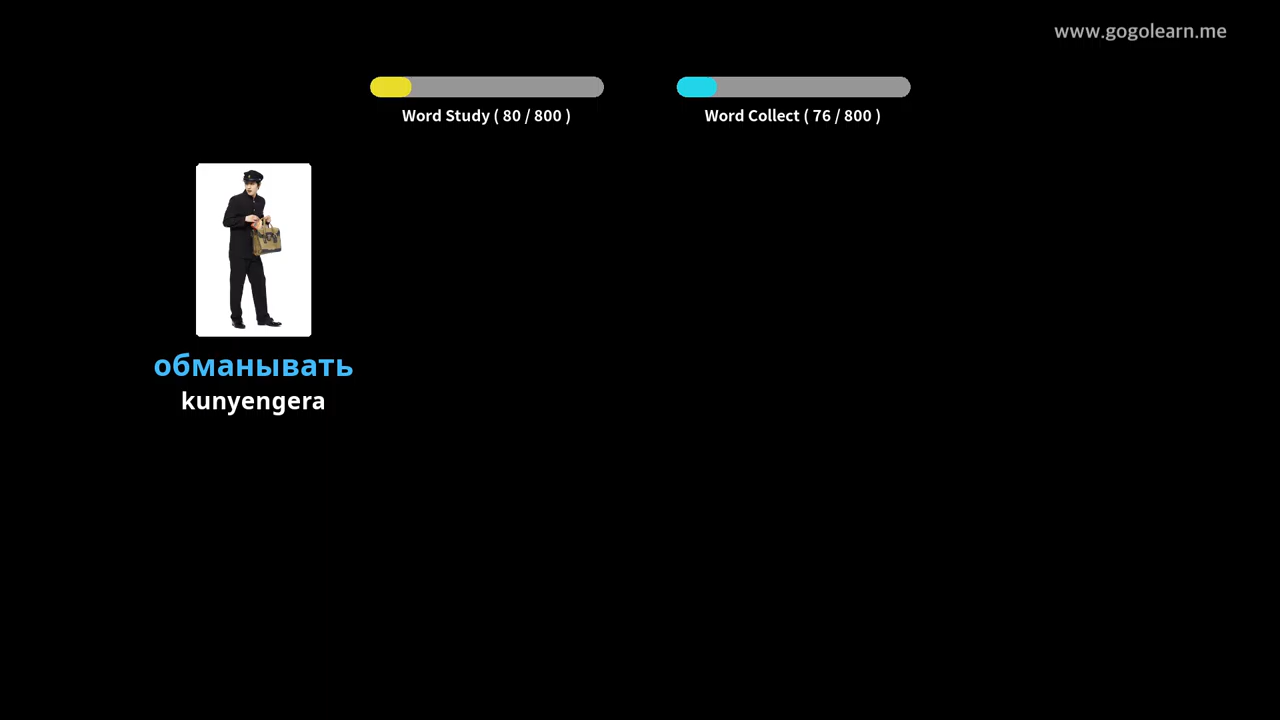 www.gogolearn.me
Word Study ( 80 / 800 )
Word Collect ( 76 / 800 )
обманывать
kunyengera